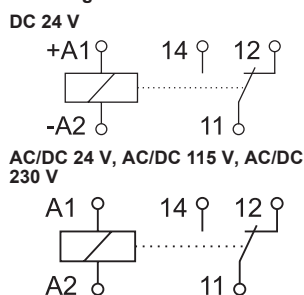 DC 24 V
+A1 14 12
-A2 11
AC/DC 24 V, AC/DC 115 V, AC/DC
230 V
A1 14 12
A2 11